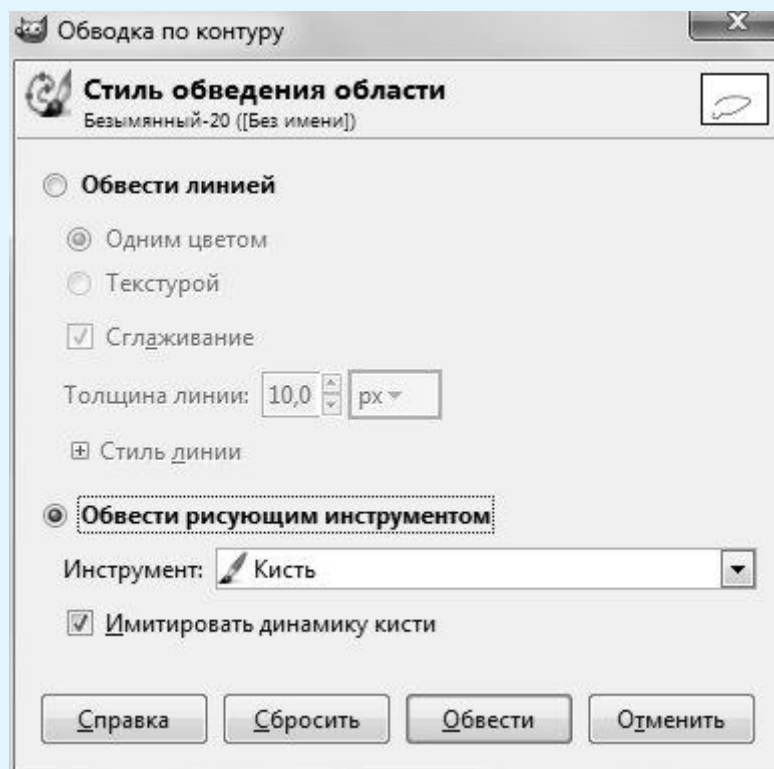 Обводка по контуру
Стиль обведения области
Безымянный-20 ([Без имени])
Обвести линией
Одним цветом
Текстурой
Сглаживание
Толщина линии: 10,0 px
Стиль линии
Обвести рисующим инструментом
Инструмент: Кисть
Имитировать динамику кисти
Справка Сбросить Обвести Отменить